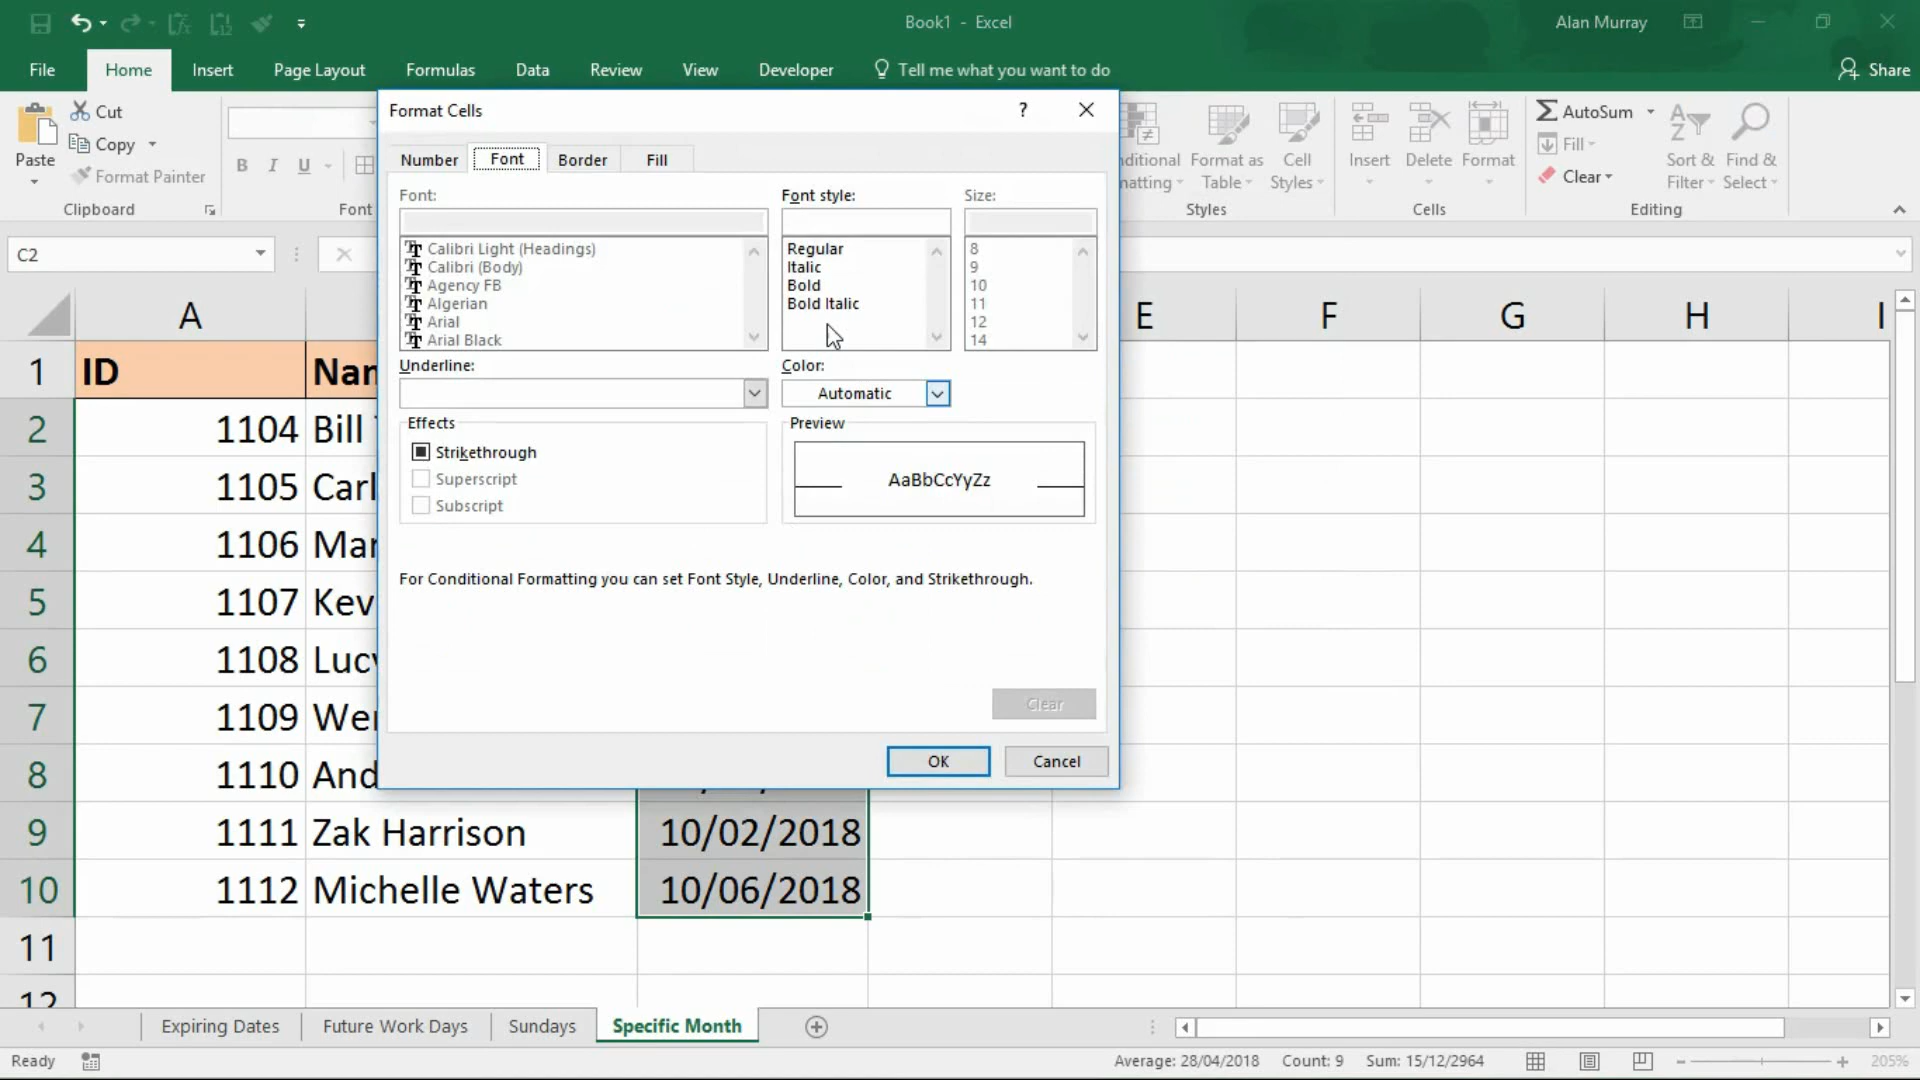 Book1 - Excel
Alan Murray
File Home Insert Page Layout Formulas Data Review View Developer Tell me what you want to do Share
Paste
Cut
Copy
Format Painter
Clipboard
B I U
Font
Format as Table
Cell Styles
Styles
Insert Delete Format
Cells
AutoSum
Fill
Clear
Sort & Filter
Find & Select
Editing
C2
Format Cells ?
Number Font Border Fill
Font:
Calibri Light (Headings)
Calibri (Body)
Agency FB
Algerian
Arial
Arial Black
Font style:
Regular
Italic
Bold
Bold Italic
Size:
8
9
10
11
12
14
Underline:
Color:
Automatic
Effects
Strikethrough
Superscript
Subscript
Preview
AaBbCcYyZz
For Conditional Formatting you can set Font Style, Underline, Color, and Strikethrough.
Clear
OK Cancel
A E F G H I
1 ID
2 1104 Bill
3 1105 Carl
4 1106
5 1107
6 1108
7 1109
8 1110
9 1111 Zak Harrison 10/02/2018
10 1112 Michelle Waters 10/06/2018
11
12
Expiring Dates Future Work Days Sundays Specific Month
Ready Average: 28/04/2018 Count: 9 Sum: 15/12/2964 205%